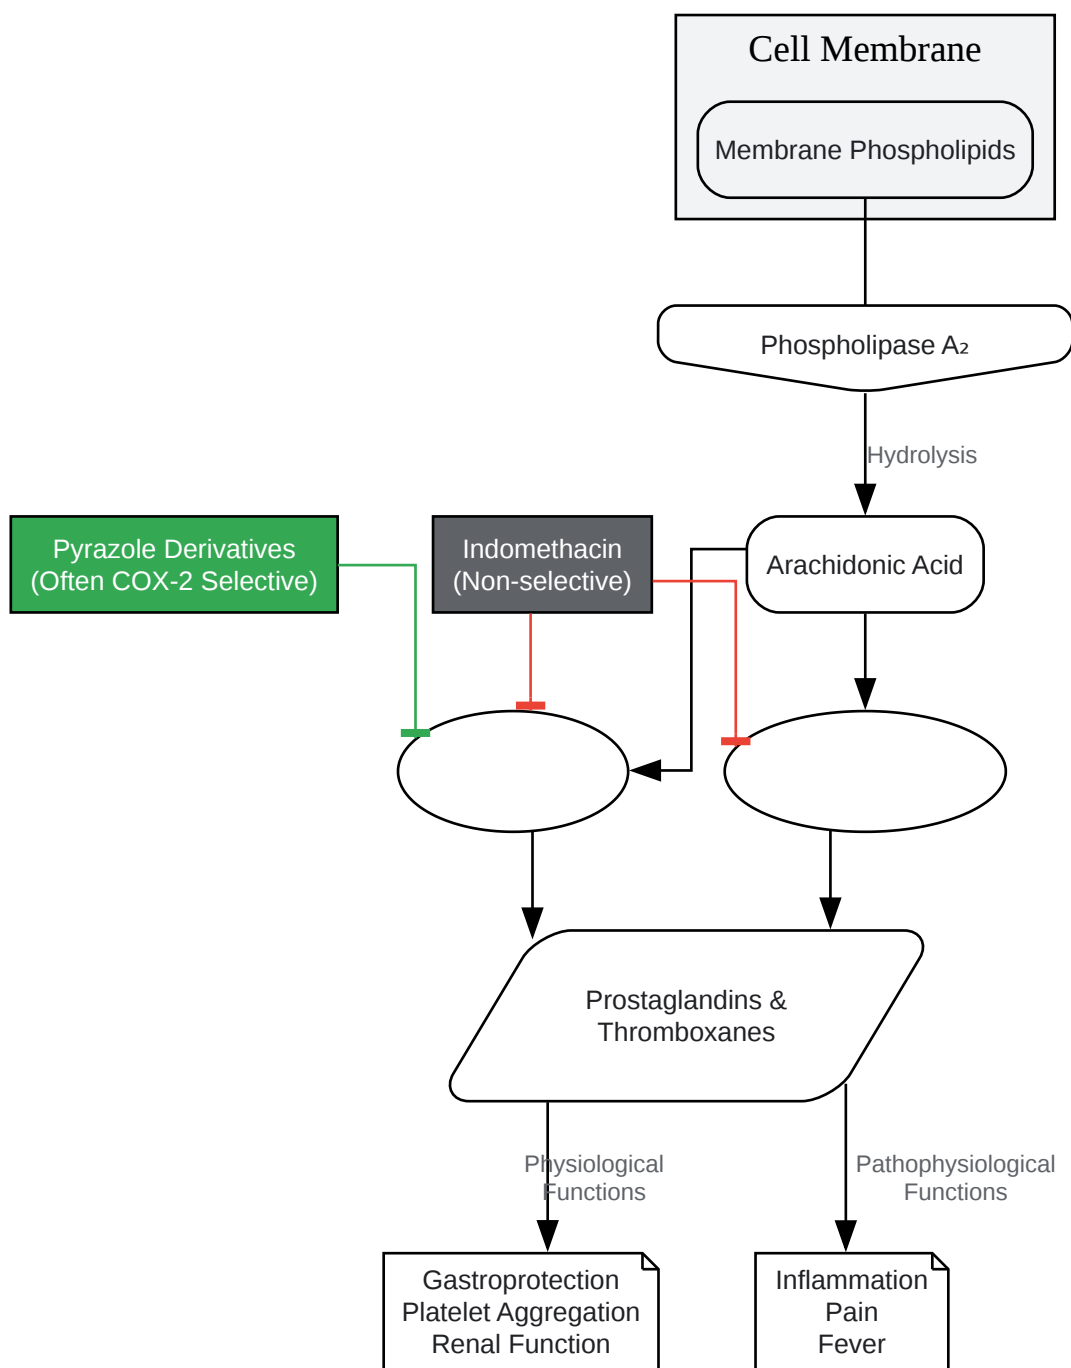 Cell Membrane
Membrane Phospholipids
Phospholipase A₂
Hydrolysis
Pyrazole Derivatives
(Often COX-2 Selective)
Indomethacin
(Non-selective)
Arachidonic Acid
Prostaglandins &
Thromboxanes
Physiological
Functions
Pathophysiological
Functions
Gastroprotection
Platelet Aggregation
Renal Function
Inflammation
Pain
Fever